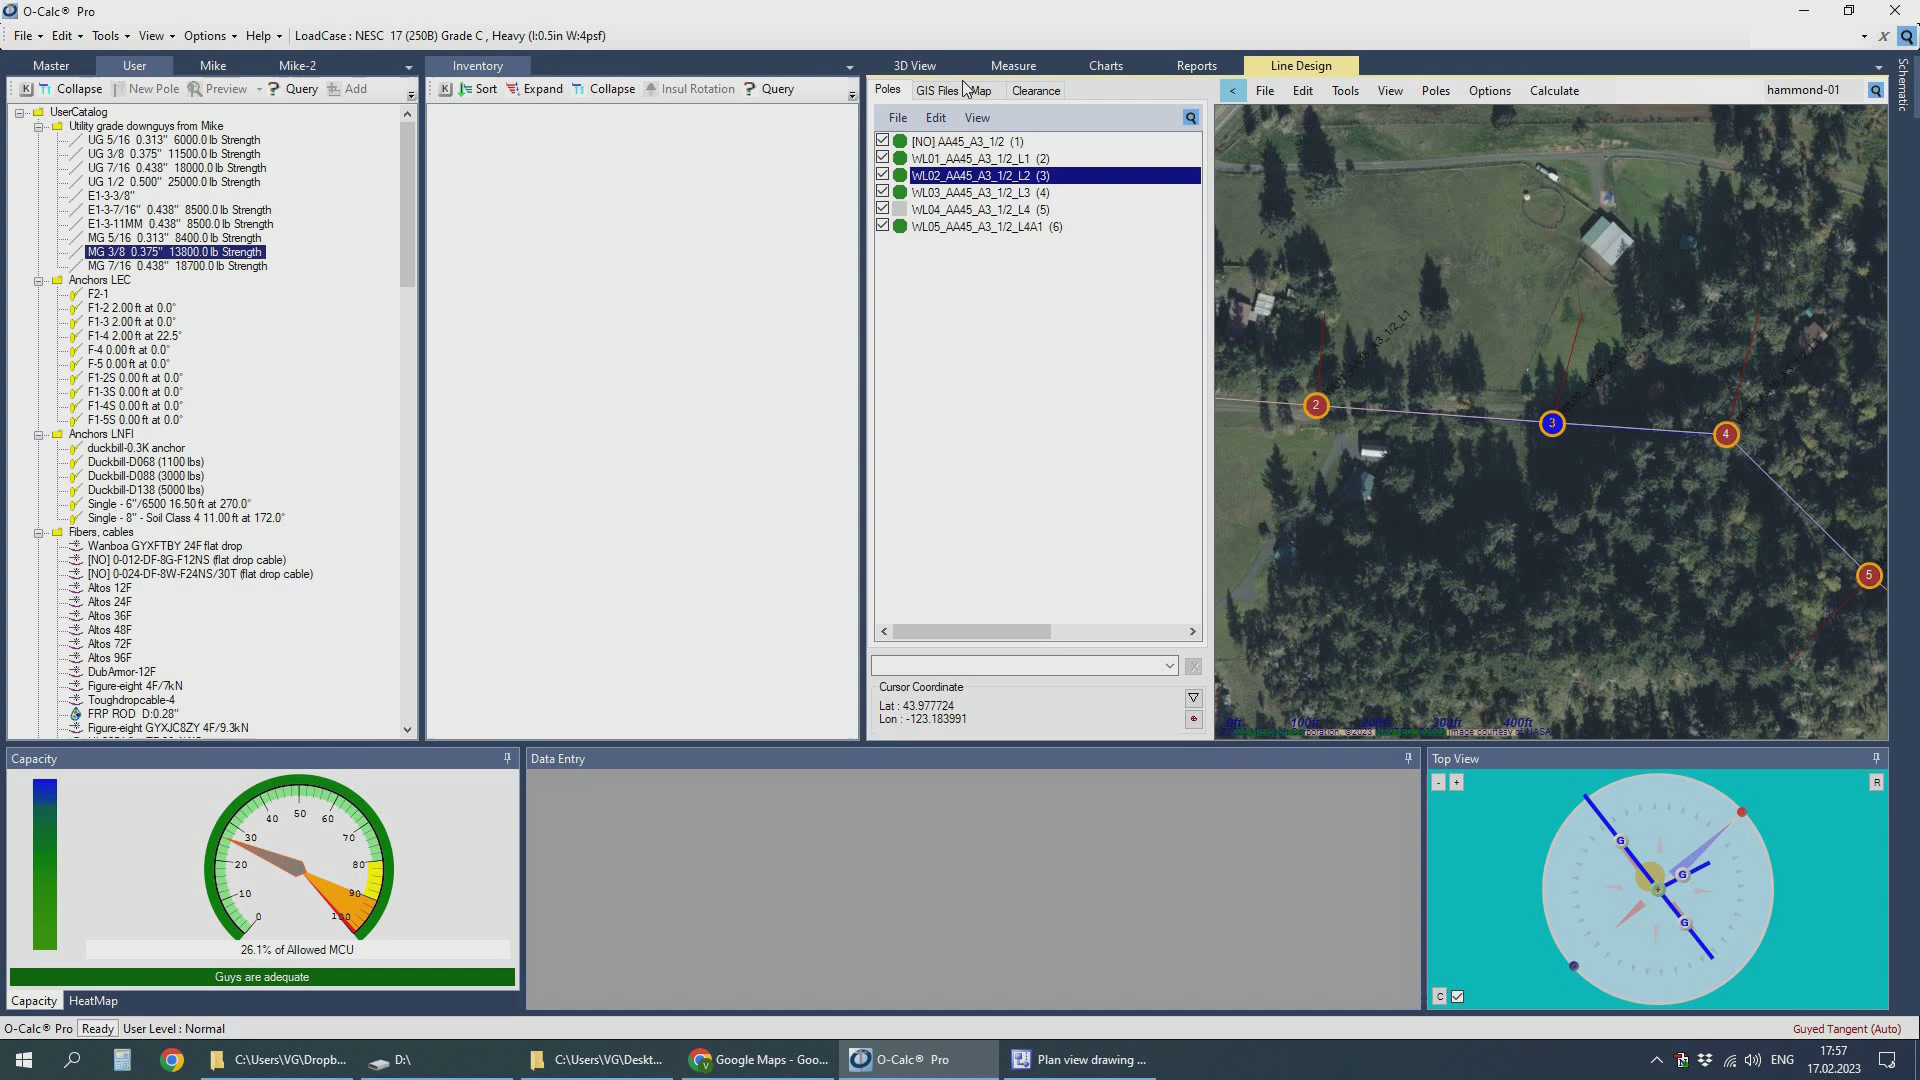 O-Calc® Pro
File Edit Tools View Options Help LoadCase : NESC 17 (250B) Grade C , Heavy (I:0.5in W:4psf)
Master User Mike Mike-2
Collapse New Pole Preview Query Add
UserCatalog
Utility grade downguys from Mike
UG 5/16 0.313" 6000.0 lb Strength
UG 3/8 0.375" 11500.0 lb Strength
UG 7/16 0.438" 18000.0 lb Strength
UG 1/2 0.500" 25000.0 lb Strength
E1-3-3/8"
E1-3-7/16" 0.438" 8500.0 lb Strength
E1-3-11MM 0.438" 8500.0 lb Strength
MG 5/16 0.313" 8400.0 lb Strength
MG 3/8 0.375" 13800.0 lb Strength
MG 7/16 0.438" 18700.0 lb Strength
Anchors LEC
F2-1
F1-2 2.00 ft at 0.0°
F1-3 2.00 ft at 0.0°
F1-4 2.00 ft at 22.5°
F-4 0.00 ft at 0.0°
F-5 0.00 ft at 0.0°
F1-2S 0.00 ft at 0.0°
F1-3S 0.00 ft at 0.0°
F1-4S 0.00 ft at 0.0°
F1-5S 0.00 ft at 0.0°
Anchors LNFI
duckbill-0.3K anchor
Duckbill-D068 (1100 lbs)
Duckbill-D088 (3000 lbs)
Duckbill-D138 (5000 lbs)
Single - 6"/6500 16.50 ft at 270.0°
Single - 8" - Soil Class 4 11.00 ft at 172.0°
Fibers, cables
Wanboa GYXFTBY 24F flat drop
[NO] 0-012-DF-8G-F12NS (flat drop cable)
[NO] 0-024-DF-8W-F24NS/30T (flat drop cable)
Altos 12F
Altos 24F
Altos 36F
Altos 48F
Altos 72F
Altos 96F
DubArmor-12F
Figure-eight 4F/7kN
Toughdropcable-4
FRP ROD D:0.28"
Figure-eight GYXJC8ZY 4F/9.3kN
Inventory
Sort Expand Collapse Insul Rotation Query
3D View Measure Charts Reports Line Design
Schematic
Poles GIS Files Map Clearance
File Edit View
[NO] AA45_A3_1/2 (1)
WL01_AA45_A3_1/2_L1 (2)
WL02_AA45_A3_1/2_L2 (3)
WL03_AA45_A3_1/2_L3 (4)
WL04_AA45_A3_1/2_L4 (5)
WL05_AA45_A3_1/2_L4A1 (6)
Cursor Coordinate
Lat : 43.977724
Lon : -123.183991
< File Edit Tools View Poles Options Calculate hammond-01
2
3
4
5
0ft 100ft 200ft 300ft 400ft
Image courtesy of NASA
Capacity
0 10 20 30 40 50 60 70 80 90 100
26.1% of Allowed MCU
Guys are adequate
Capacity HeatMap
Data Entry
Top View
- + R
G
G
G
C
O-Calc® Pro Ready User Level : Normal
Guyed Tangent (Auto)
C:\Users\VG\Dropb... D:\ C:\Users\VG\Deskt... Google Maps - Goo... O-Calc® Pro Plan view drawing ...
ENG
17:57
17.02.2023